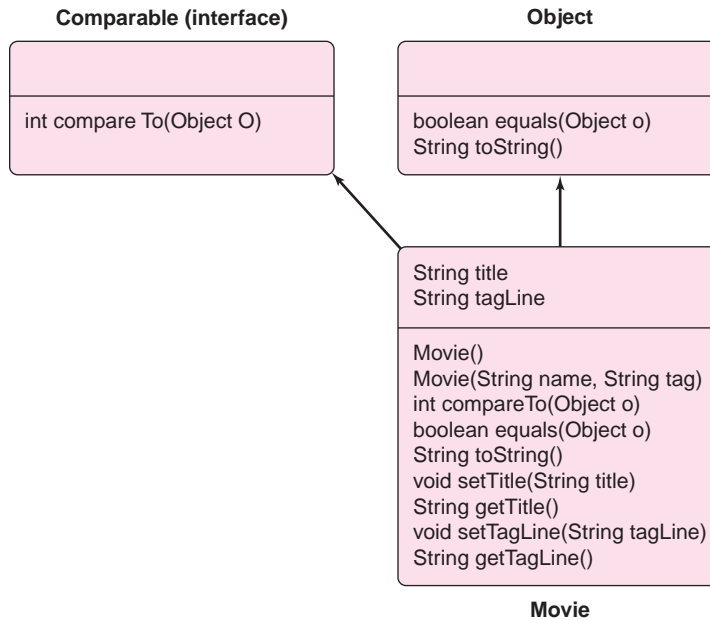 Comparable (interface)
int compare To(Object O)
Object
boolean equals(Object o)
String toString()
String title
String tagLine
Movie()
Movie(String name, String tag)
int compareTo(Object o)
boolean equals(Object o)
String toString()
void setTitle(String title)
String getTitle()
void setTagLine(String tagLine)
String getTagLine()
Movie